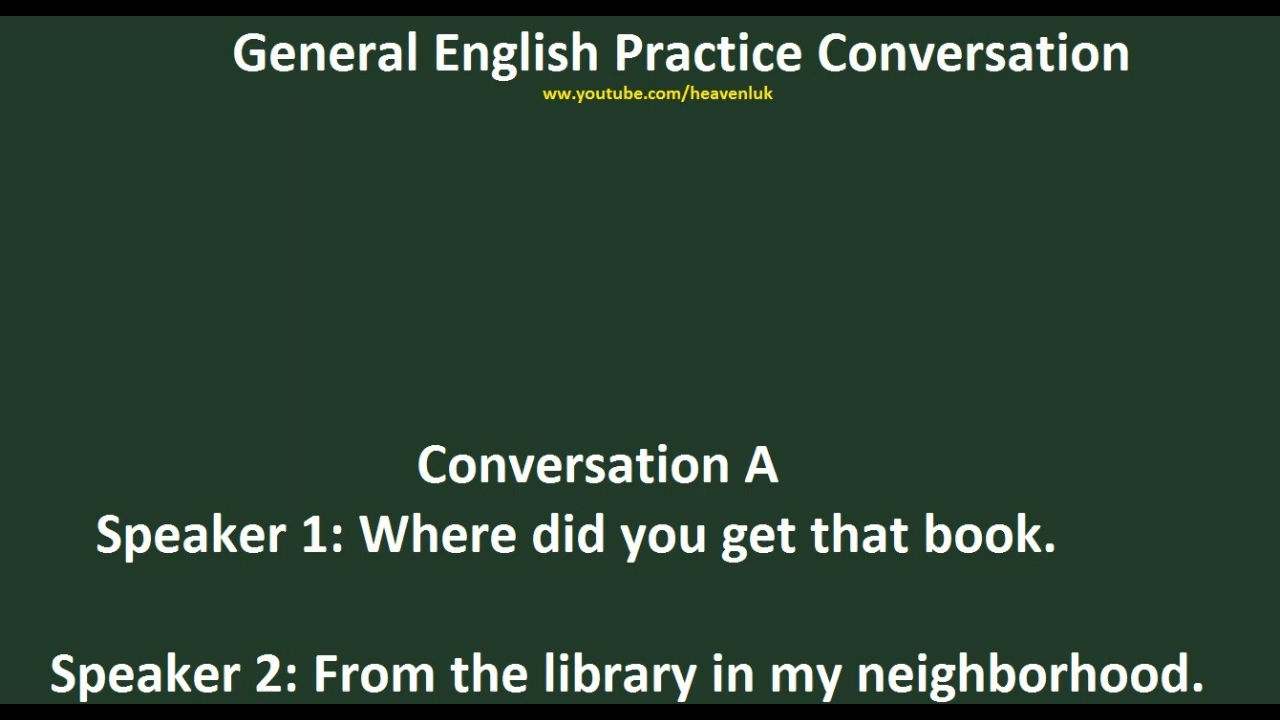 General English Practice Conversation
ww.youtube.com/heavenluk
Conversation A
Speaker 1: Where did you get that book.
Speaker 2: From the library in my neighborhood.